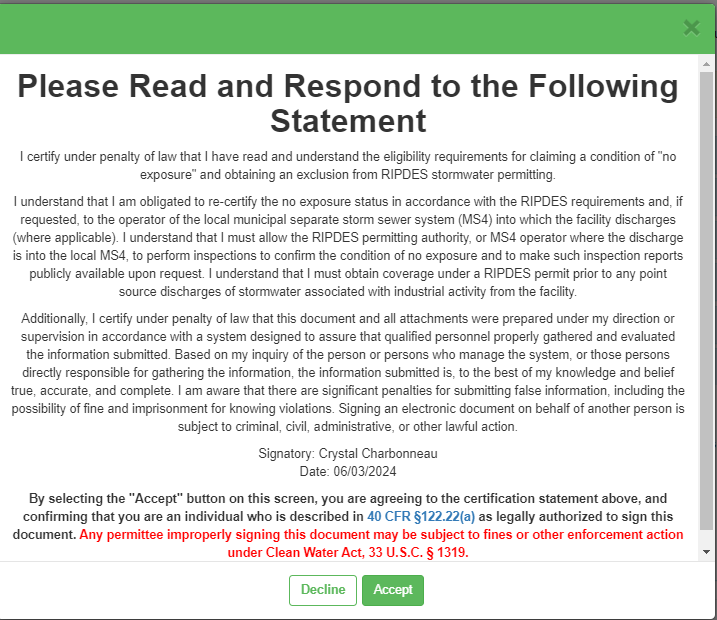 ×
Please Read and Respond to the Following
Statement
I certify under penalty of law that I have read and understand the eligibility requirements for claiming a condition of "no
exposure" and obtaining an exclusion from RIPDES stormwater permitting.
I understand that I am obligated to re-certify the no exposure status in accordance with the RIPDES requirements and, if
requested, to the operator of the local municipal separate storm sewer system (MS4) into which the facility discharges
(where applicable). I understand that I must allow the RIPDES permitting authority, or MS4 operator where the discharge
is into the local MS4, to perform inspections to confirm the condition of no exposure and to make such inspection reports
publicly available upon request. I understand that I must obtain coverage under a RIPDES permit prior to any point
source discharges of stormwater associated with industrial activity from the facility.
Additionally, I certify under penalty of law that this document and all attachments were prepared under my direction or
supervision in accordance with a system designed to assure that qualified personnel properly gathered and evaluated
the information submitted. Based on my inquiry of the person or persons who manage the system, or those persons
directly responsible for gathering the information, the information submitted is, to the best of my knowledge and belief
true, accurate, and complete. I am aware that there are significant penalties for submitting false information, including the
possibility of fine and imprisonment for knowing violations. Signing an electronic document on behalf of another person is
subject to criminal, civil, administrative, or other lawful action.
Signatory: Crystal Charbonneau
Date: 06/03/2024
By selecting the "Accept" button on this screen, you are agreeing to the certification statement above, and
confirming that you are an individual who is described in 40 CFR §122.22(a) as legally authorized to sign this
document. Any permittee improperly signing this document may be subject to fines or other enforcement action
under Clean Water Act, 33 U.S.C. § 1319.
Decline Accept